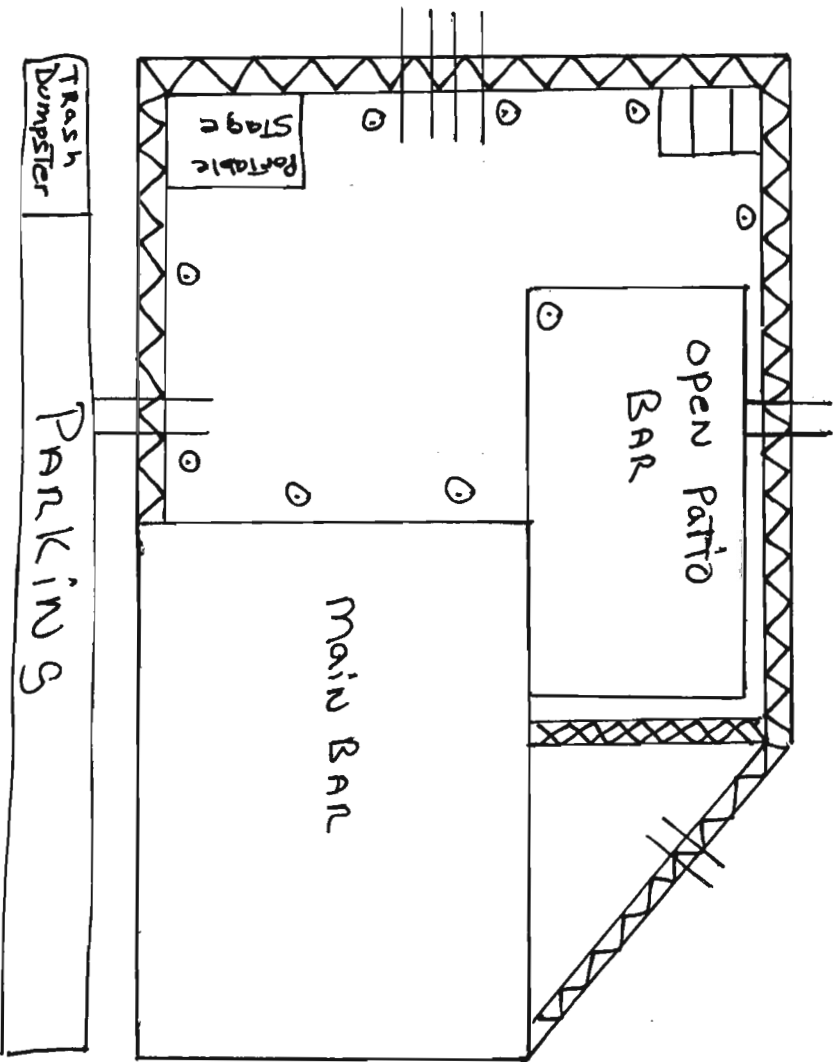 TRash
DumpsTer
PARKiNg
PorTable
STage
OPEN PaTio
BAR
MaiN BAR